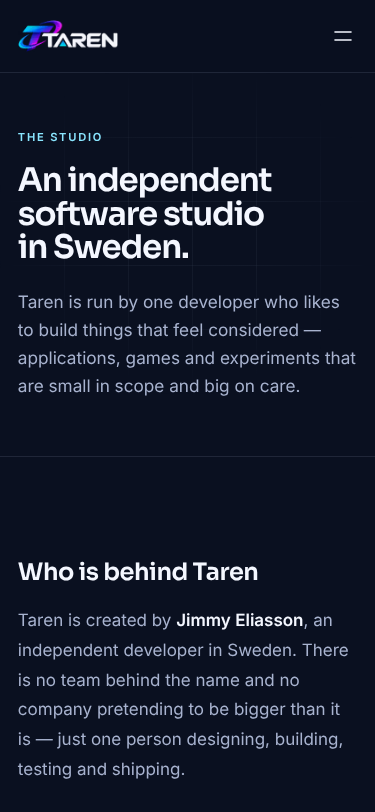 TAREN
THE STUDIO
An independent
software studio
in Sweden.
Taren is run by one developer who likes
to build things that feel considered —
applications, games and experiments that
are small in scope and big on care.
Who is behind Taren
Taren is created by Jimmy Eliasson, an
independent developer in Sweden. There
is no team behind the name and no
company pretending to be bigger than it
is — just one person designing, building,
testing and shipping.